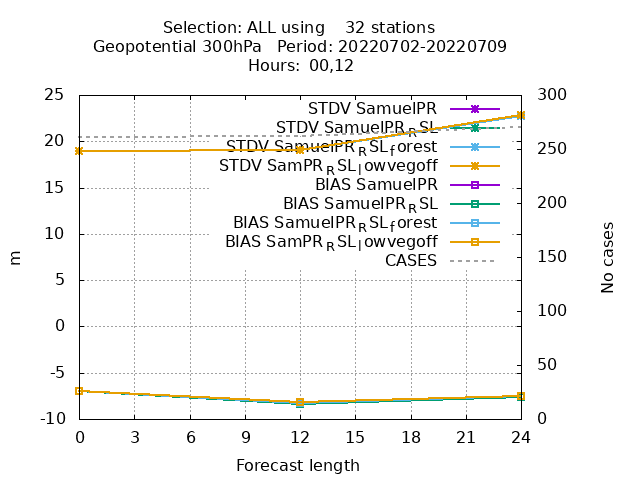 Selection: ALL using    32 stations
Geopotential 300hPa   Period: 20220702-20220709
Hours:  00,12
25
20
15
10
5
0
-5
-10
m
300
250
200
150
100
50
0
No cases
STDV SamuelPR
STDV SamuelPR_RSL
STDV SamuelPR_RSL_forest
STDV SamPR_RSL_lowvegoff
BIAS SamuelPR
BIAS SamuelPR_RSL
BIAS SamuelPR_RSL_forest
BIAS SamPR_RSL_lowvegoff
CASES
0 3 6 9 12 15 18 21 24
Forecast length